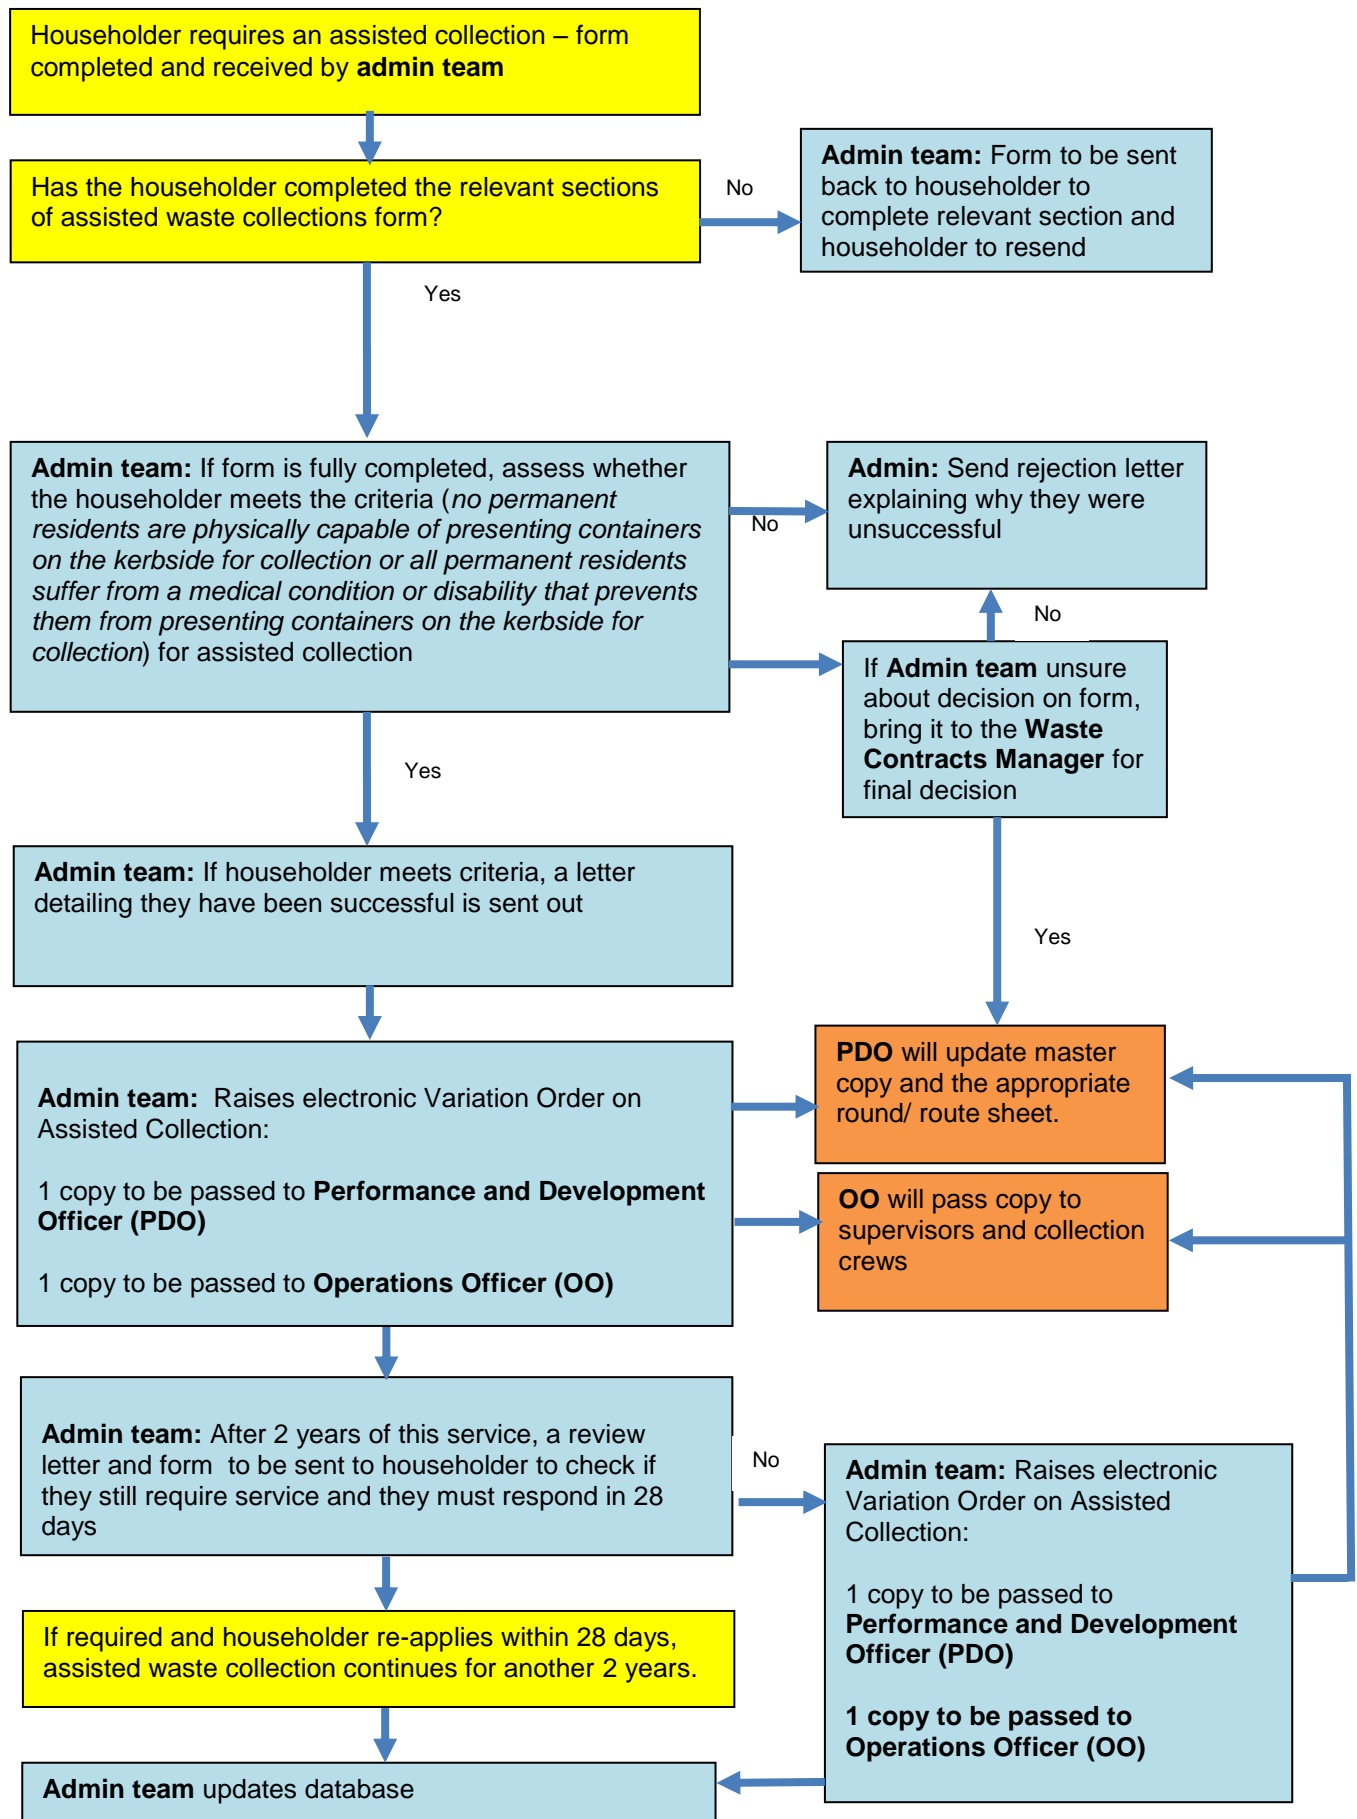 Householder requires an assisted collection – form
completed and received by admin team
Has the householder completed the relevant sections
of assisted waste collections form?
No
Admin team: Form to be sent
back to householder to
complete relevant section and
householder to resend
Yes
Admin team: If form is fully completed, assess whether
the householder meets the criteria (no permanent
residents are physically capable of presenting containers
on the kerbside for collection or all permanent residents
suffer from a medical condition or disability that prevents
them from presenting containers on the kerbside for
collection) for assisted collection
No
Admin: Send rejection letter
explaining why they were
unsuccessful
No
If Admin team unsure
about decision on form,
bring it to the Waste
Contracts Manager for
final decision
Yes
Admin team: If householder meets criteria, a letter
detailing they have been successful is sent out
Yes
Admin team:  Raises electronic Variation Order on
Assisted Collection:
1 copy to be passed to Performance and Development
Officer (PDO)
1 copy to be passed to Operations Officer (OO)
PDO will update master
copy and the appropriate
round/ route sheet.
OO will pass copy to
supervisors and collection
crews
Admin team: After 2 years of this service, a review
letter and form  to be sent to householder to check if
they still require service and they must respond in 28
days
No
Admin team: Raises electronic
Variation Order on Assisted
Collection:
1 copy to be passed to
Performance and Development
Officer (PDO)
1 copy to be passed to
Operations Officer (OO)
If required and householder re-applies within 28 days,
assisted waste collection continues for another 2 years.
Admin team updates database